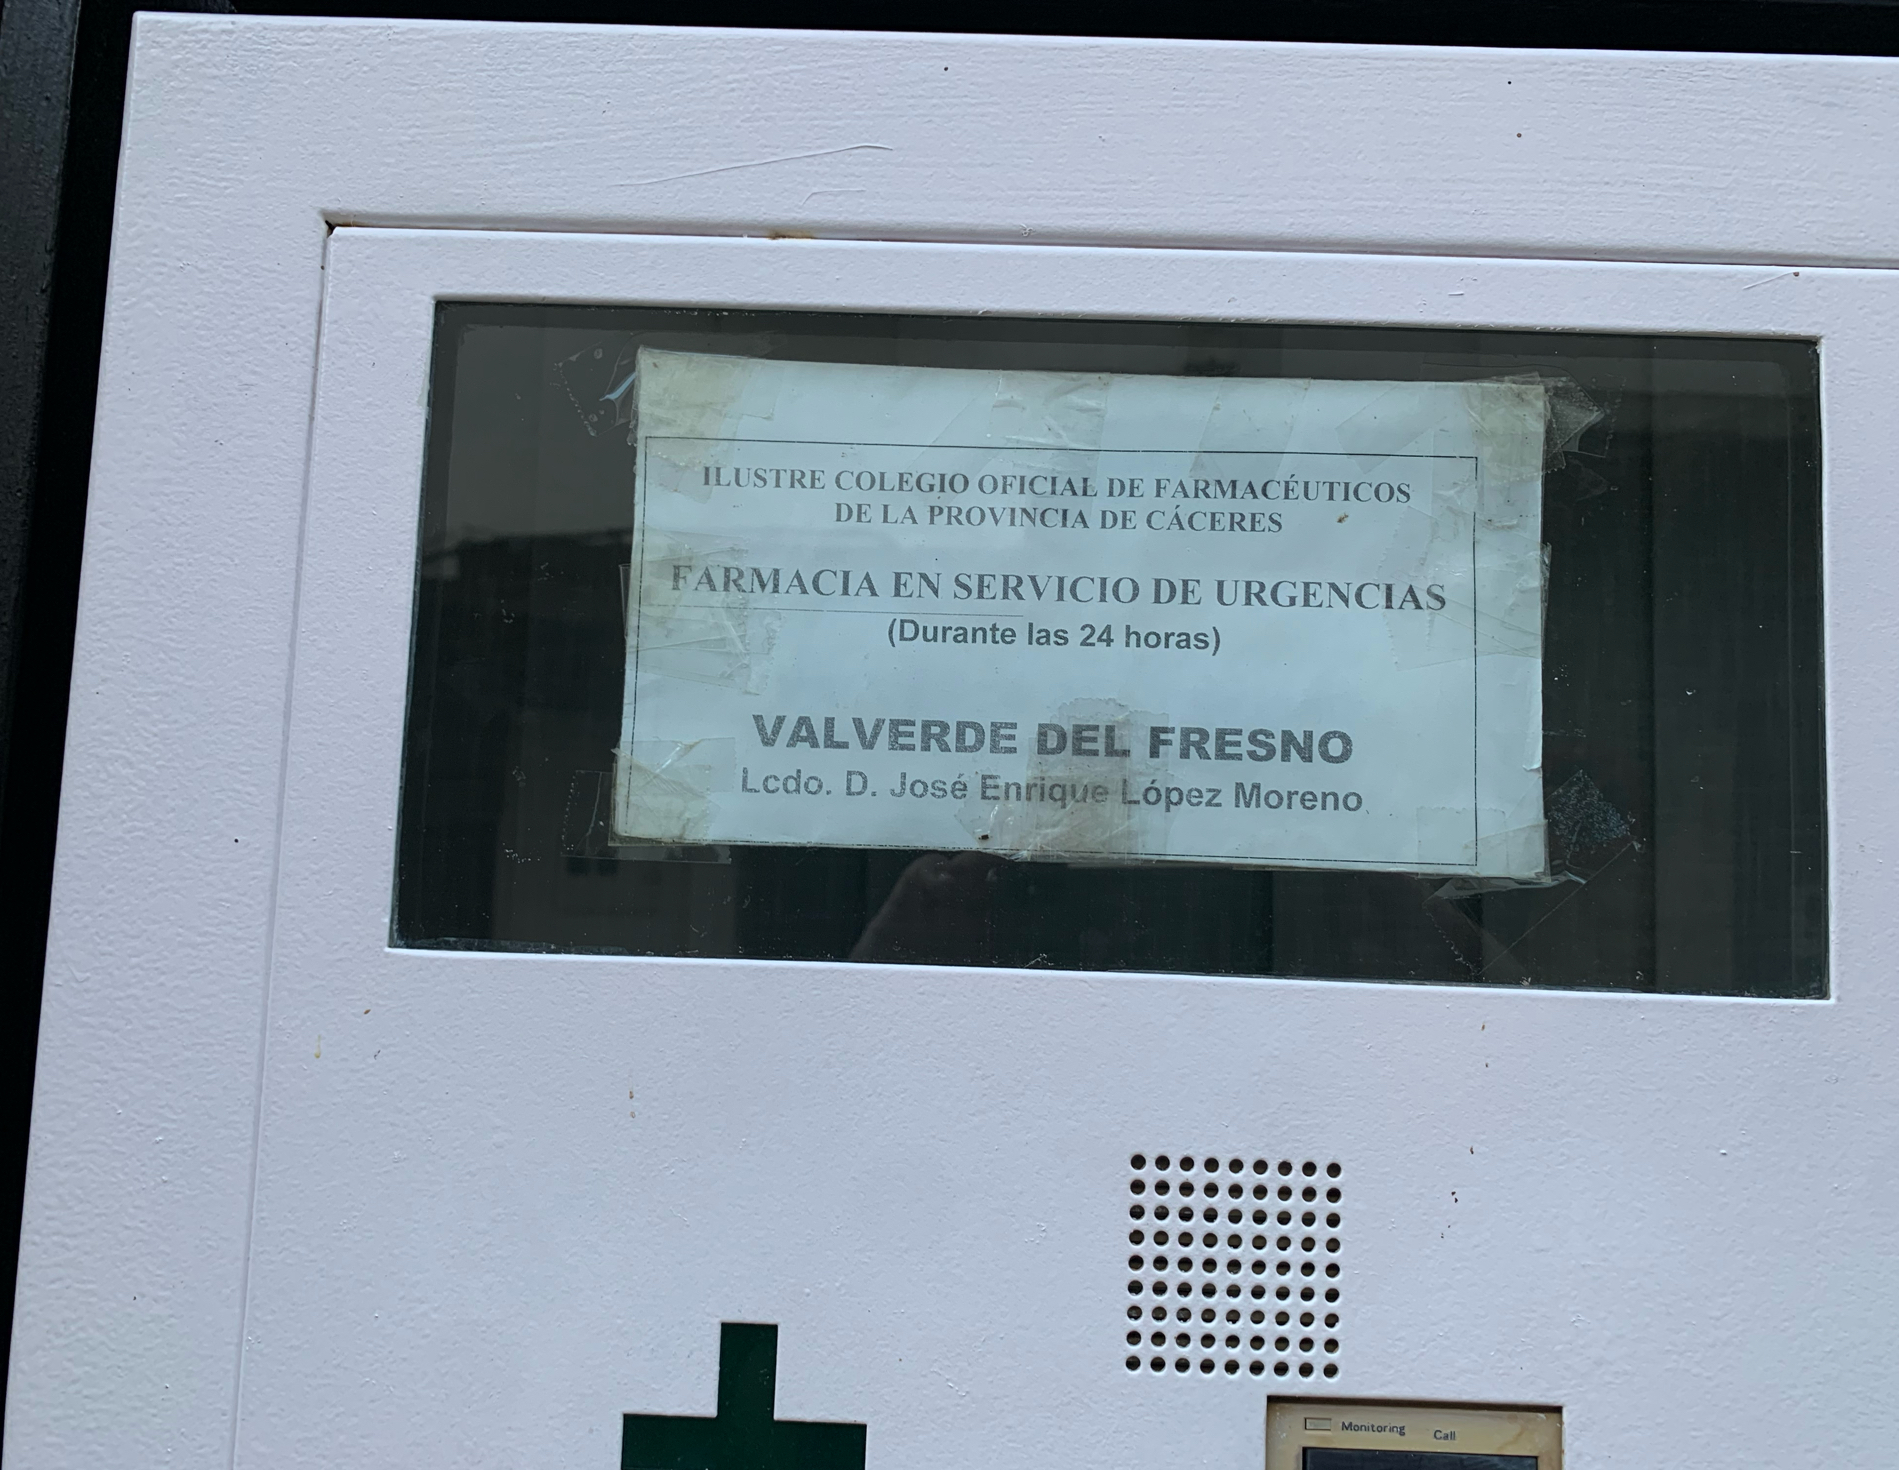 ILUSTRE COLEGIO OFICIAL DE FARMACÉUTICOS
DE LA PROVINCIA DE CÁCERES
FARMACIA EN SERVICIO DE URGENCIAS
(Durante las 24 horas)
VALVERDE DEL FRESNO
Lcdo. D. José Enrique López Moreno
Monitoring Call